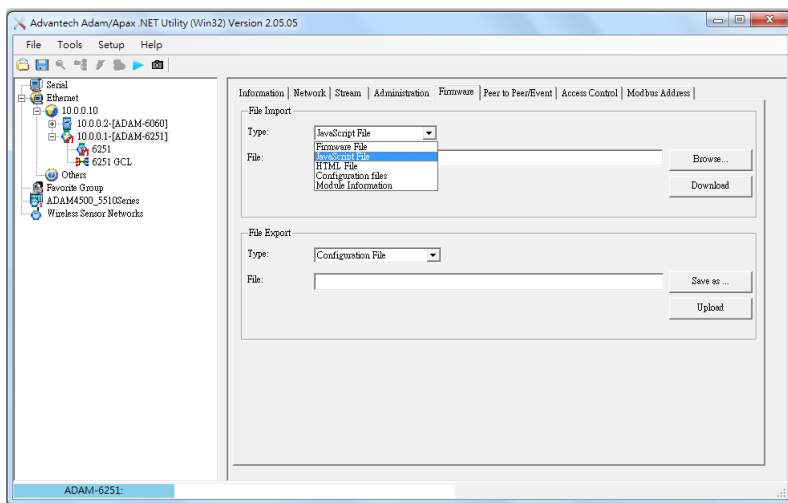 Advantech Adam/Apax .NET Utility (Win32) Version 2.05.05
File Tools Setup Help
Serial
Ethernet
10.0.0.10
10.0.0.2-[ADAM-6060]
10.0.0.1-[ADAM-6251]
6251
6251 GCL
Others
Favorite Group
ADAM4500_5510Series
Wireless Sensor Networks
Information Network Stream Administration Firmware Peer to Peer/Event Access Control Modbus Address
File Import
Type: JavaScript File
Firmware File
JavaScript File
HTML File
Configuration files
Module Information
File: Browse...
Download
File Export
Type: Configuration File
File: Save as ...
Upload
ADAM-6251: